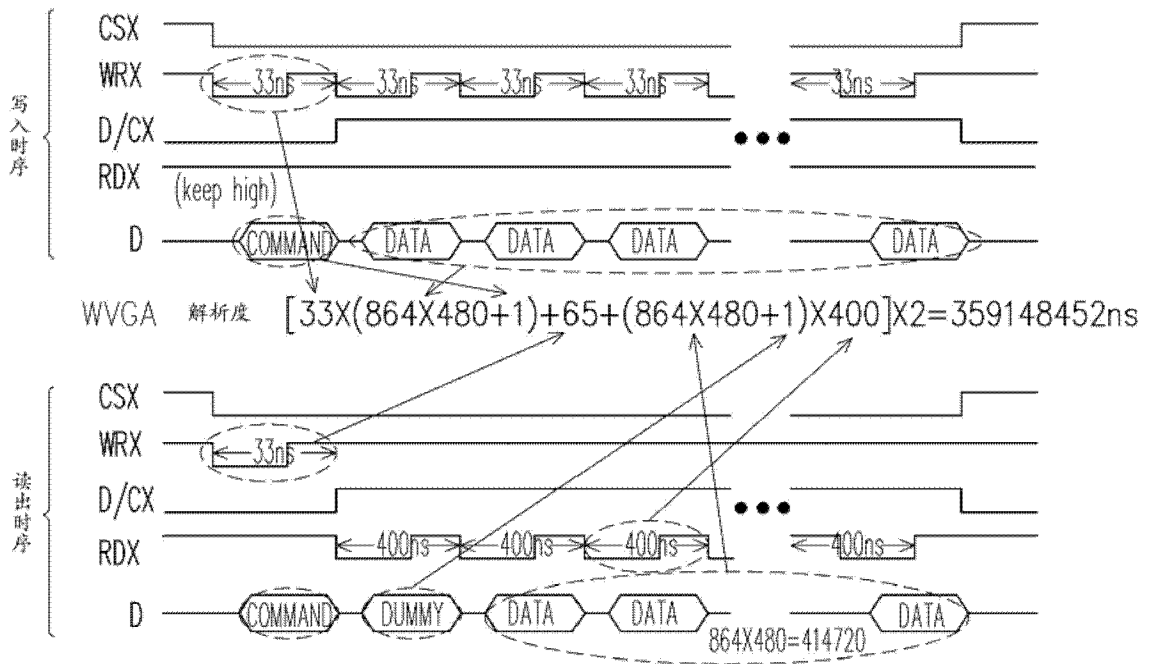 写入时序
CSX
WRX 33ns 33ns 33ns 33ns 33ns
D/CX
RDX
(keep high)
D COMMAND DATA DATA DATA DATA
WVGA 解析度 [33X(864X480+1)+65+(864X480+1)X400]X2=359148452ns
读出时序
CSX
WRX 33ns
D/CX
RDX 400ns 400ns 400ns 400ns
D COMMAND DUMMY DATA DATA DATA
864X480=414720